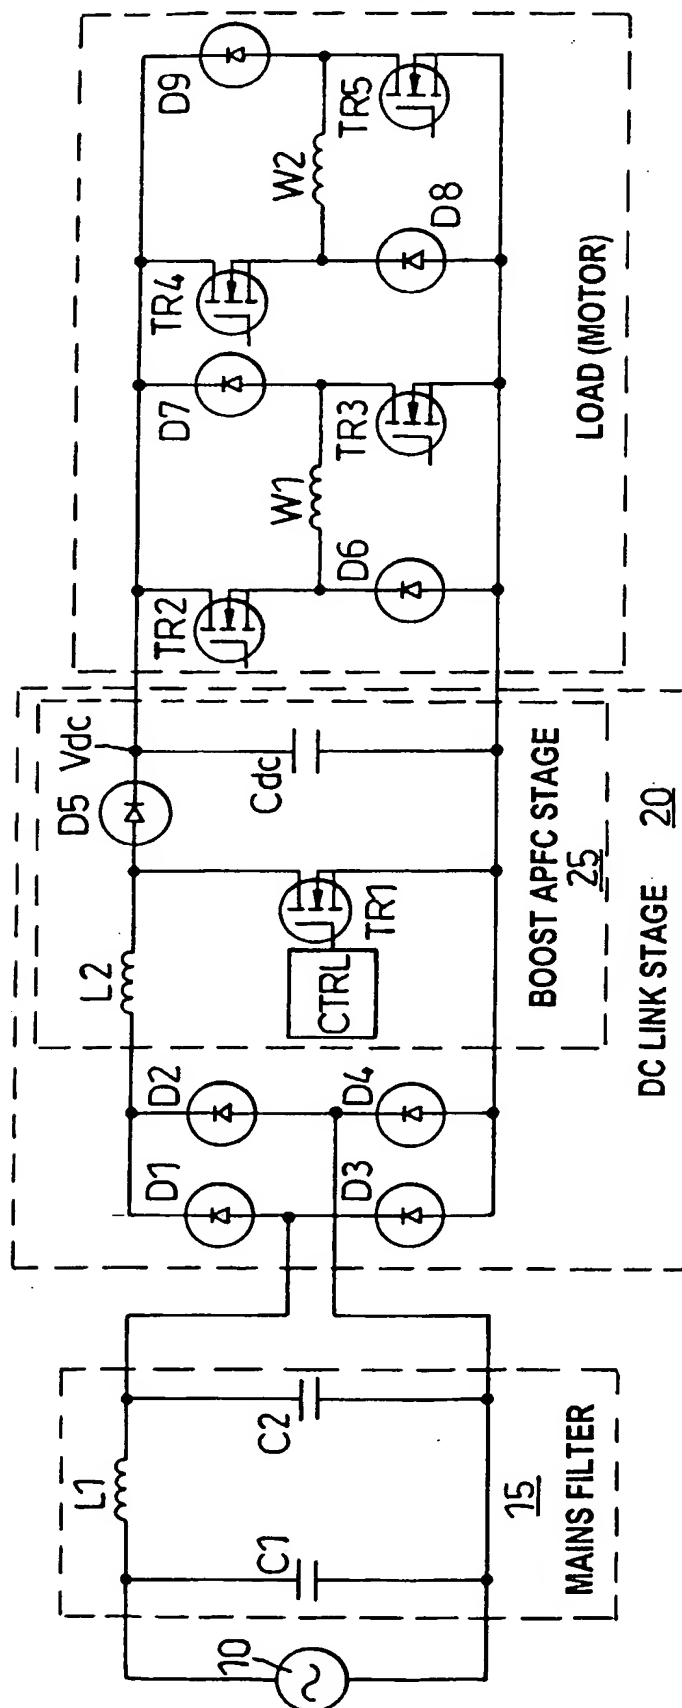 10
C1
L1
C2
MAINS FILTER
15
D1
D2
D3
D4
L2
CTRL
TR1
D5
Vdc
Cdc
BOOST APFC STAGE
25
DC LINK STAGE
20
TR2
D6
W1
D7
TR3
TR4
D8
W2
D9
TR5
LOAD (MOTOR)